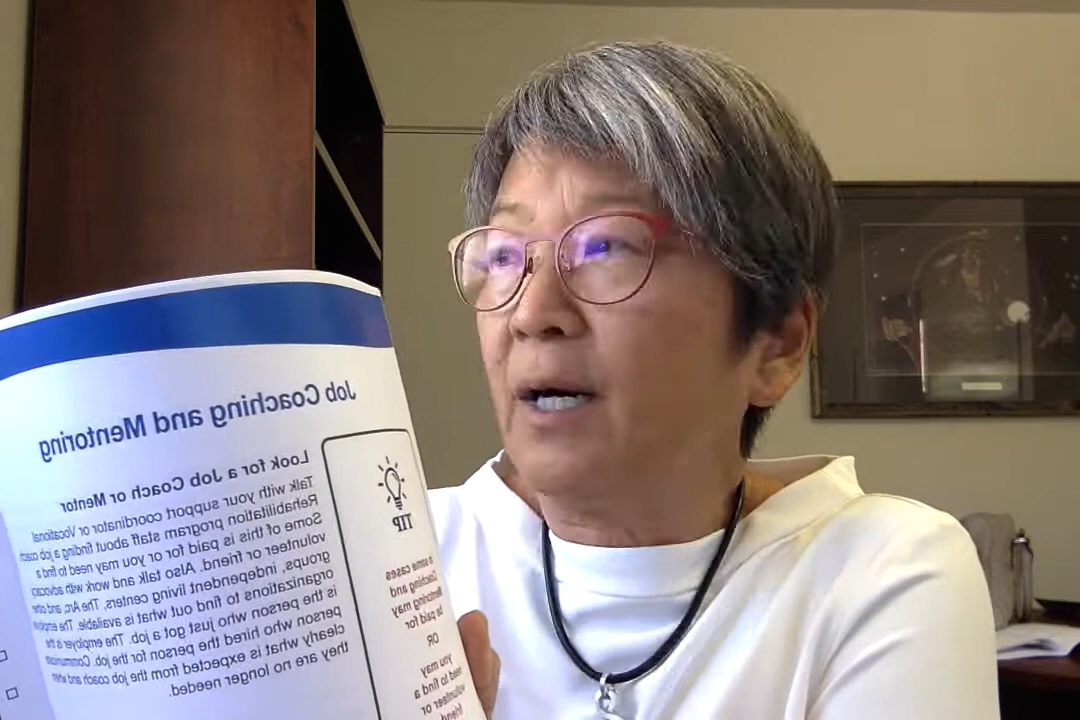 Job Coaching and Mentoring
Look for a Job Coach or Mentor
Talk with your support coordinator or Vocational
Rehabilitation program staff about finding a job coach
Some of this is paid for or you may need to find a
volunteer or friend. Also talk and work with advocacy
groups, independent living centers, The Arc, and other
organizations to find out what is available. The
is the person who just got a job. The employer is the
person who hired the person for the job.
clearly what is expected from the job coach and when
they are no longer needed.
TIP
In some cases
Coaching and
Mentoring may
be paid for
OR
you may
need to find a
volunteer or
friend